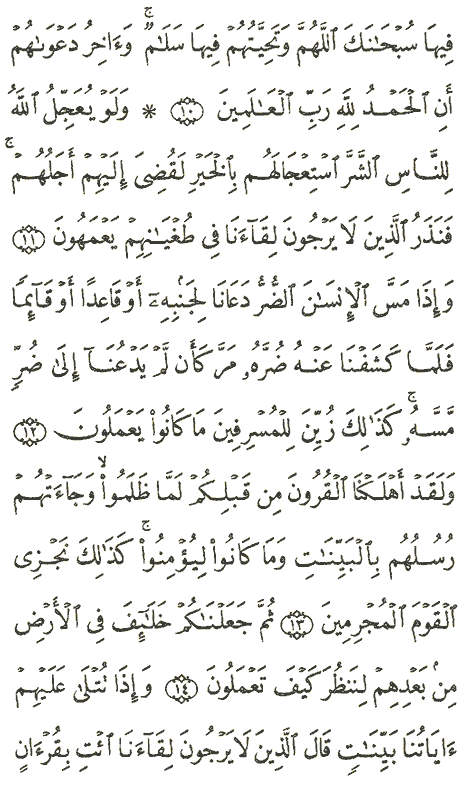 فِيهَا سُبۡحَٰنَكَ ٱللَّهُمَّ وَتَحِيَّتُهُمۡ فِيهَا سَلَٰمٞۚ وَءَاخِرُ دَعۡوَىٰهُمۡ
أَنِ ٱلۡحَمۡدُ لِلَّهِ رَبِّ ٱلۡعَٰلَمِينَ ١٠ * وَلَوۡ يُعَجِّلُ ٱللَّهُ
لِلنَّاسِ ٱلشَّرَّ ٱسۡتِعۡجَالَهُم بِٱلۡخَيۡرِ لَقُضِيَ إِلَيۡهِمۡ أَجَلُهُمۡۖ
فَنَذَرُ ٱلَّذِينَ لَا يَرۡجُونَ لِقَآءَنَا فِي طُغۡيَٰنِهِمۡ يَعۡمَهُونَ ١١
وَإِذَا مَسَّ ٱلۡإِنسَٰنَ ٱلضُّرُّ دَعَانَا لِجَنۢبِهِۦٓ أَوۡ قَاعِدًا أَوۡ قَآئِمٗا
فَلَمَّا كَشَفۡنَا عَنۡهُ ضُرَّهُۥ مَرَّ كَأَن لَّمۡ يَدۡعُنَآ إِلَىٰ ضُرّٖ
مَّسَّهُۥۚ كَذَٰلِكَ زُيِّنَ لِلۡمُسۡرِفِينَ مَا كَانُواْ يَعۡمَلُونَ ١٢
وَلَقَدۡ أَهۡلَكۡنَا ٱلۡقُرُونَ مِن قَبۡلِكُمۡ لَمَّا ظَلَمُواْۙ وَجَآءَتۡهُمۡ
رُسُلُهُم بِٱلۡبَيِّنَٰتِ وَمَا كَانُواْ لِيُؤۡمِنُواْۚ كَذَٰلِكَ نَجۡزِي
ٱلۡقَوۡمَ ٱلۡمُجۡرِمِينَ ١٣ ثُمَّ جَعَلۡنَٰكُمۡ خَلَٰٓئِفَ فِي ٱلۡأَرۡضِ
مِنۢ بَعۡدِهِمۡ لِنَنظُرَ كَيۡفَ تَعۡمَلُونَ ١٤ وَإِذَا تُتۡلَىٰ عَلَيۡهِمۡ
ءَايَاتُنَا بَيِّنَٰتٖ قَالَ ٱلَّذِينَ لَا يَرۡجُونَ لِقَآءَنَا ٱئۡتِ بِقُرۡءَانٍ